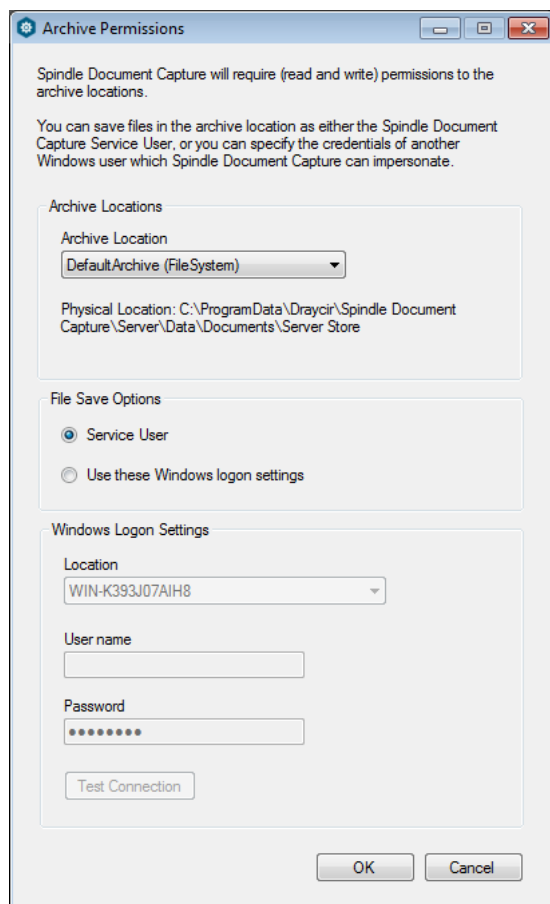 Archive Permissions
Spindle Document Capture will require (read and write) permissions to the
archive locations.
You can save files in the archive location as either the Spindle Document
Capture Service User, or you can specify the credentials of another
Windows user which Spindle Document Capture can impersonate.
Archive Locations
Archive Location
DefaultArchive (FileSystem)
Physical Location: C:\ProgramData\Draycir\Spindle Document
Capture\Server\Data\Documents\Server Store
File Save Options
Service User
Use these Windows logon settings
Windows Logon Settings
Location
WIN-K393J07AIH8
User name
Password
••••••••
Test Connection
OK Cancel